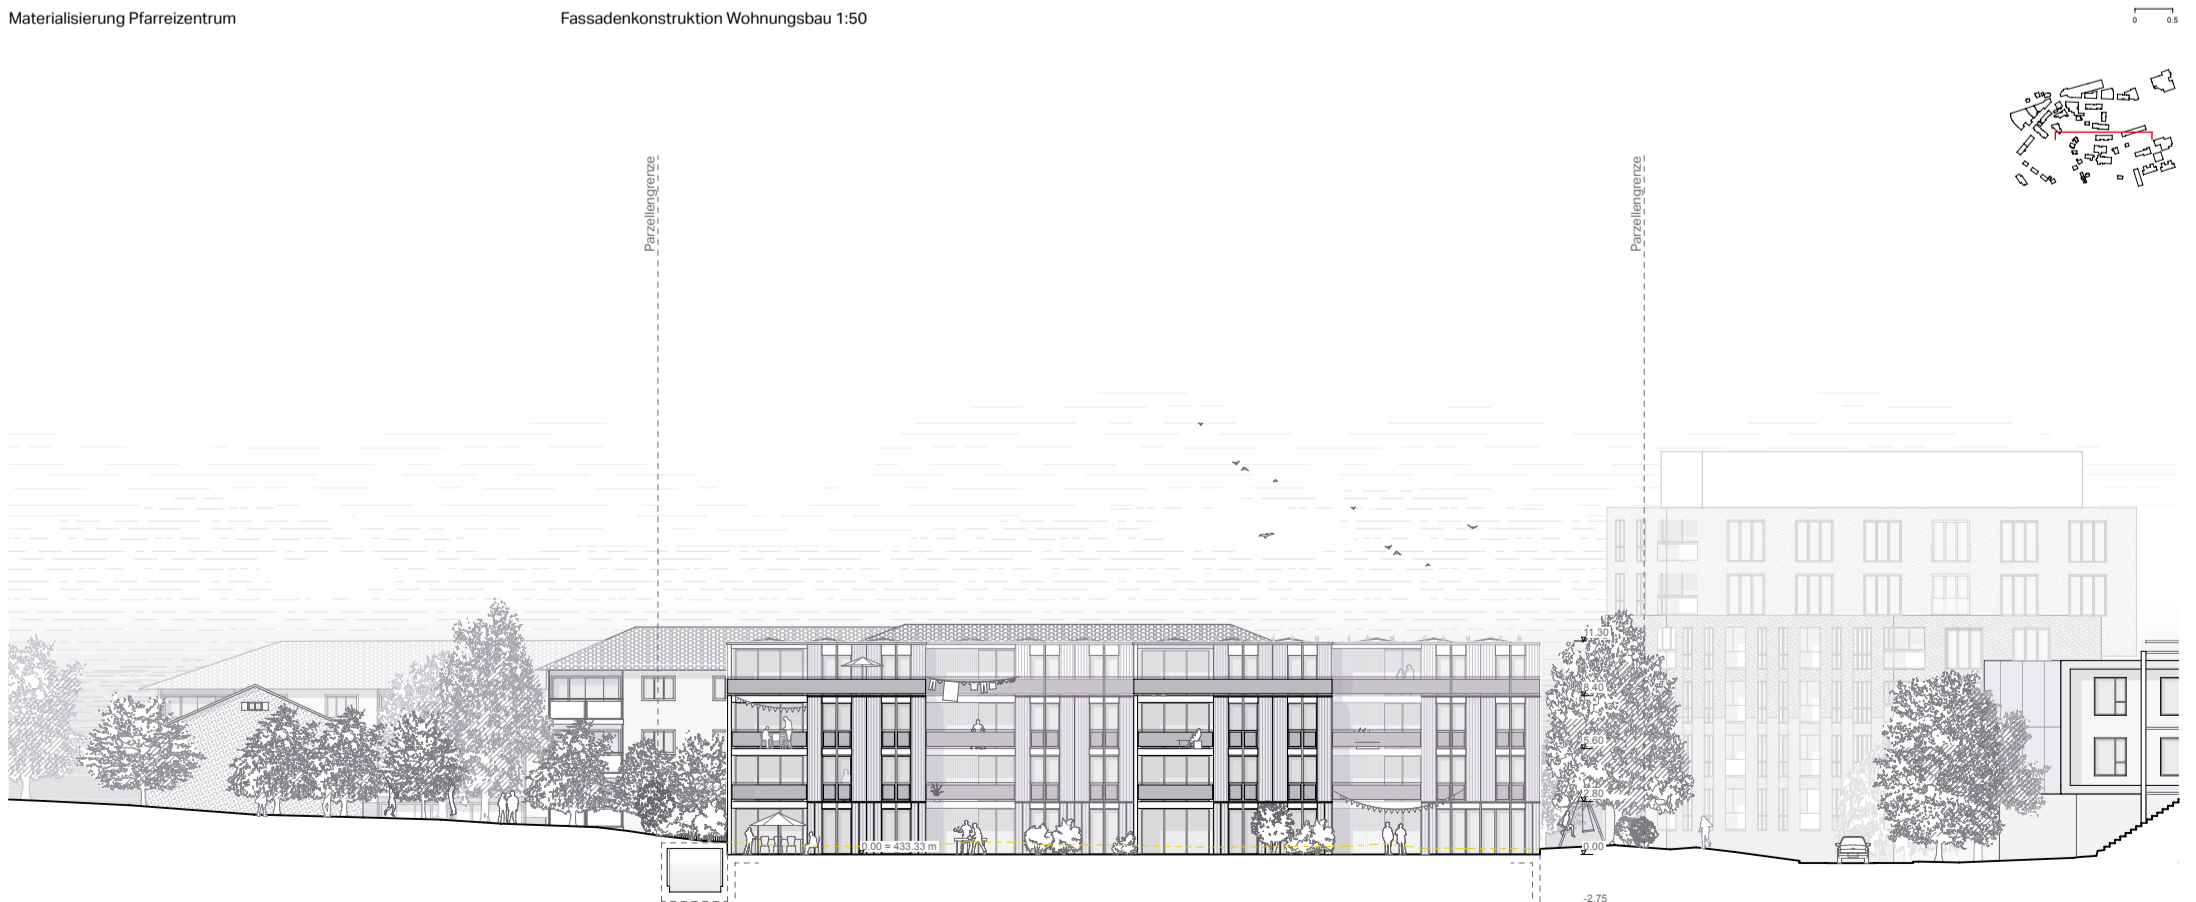 Materialisierung Pfarreizentrum
Fassadenkonstruktion Wohnungsbau 1:50
0 0.5
Parzellengrenze
Parzellengrenze
11.30
8.40
5.60
2.80
0.00 = 433.33 m
0.00
-2.75